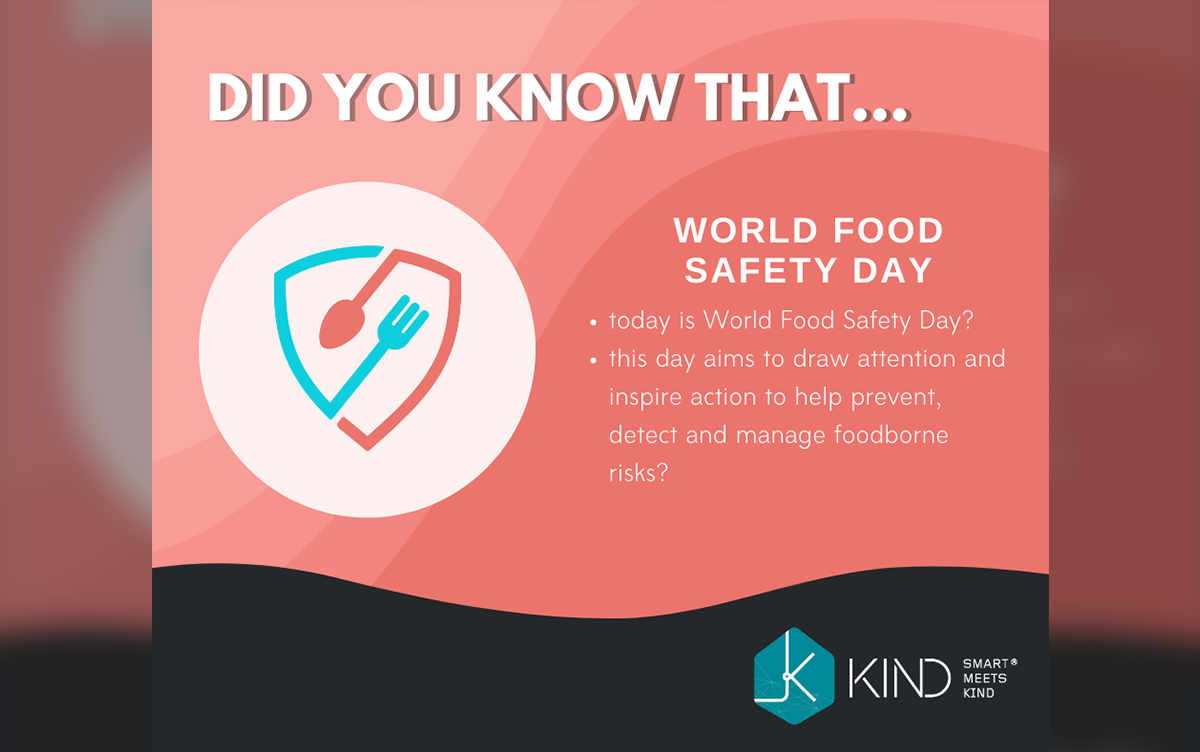 DID YOU KNOW THAT...
WORLD FOOD
SAFETY DAY
• today is World Food Safety Day?
• this day aims to draw attention and
inspire action to help prevent,
detect and manage foodborne
risks?
K
KIND
SMART®
MEETS
KIND